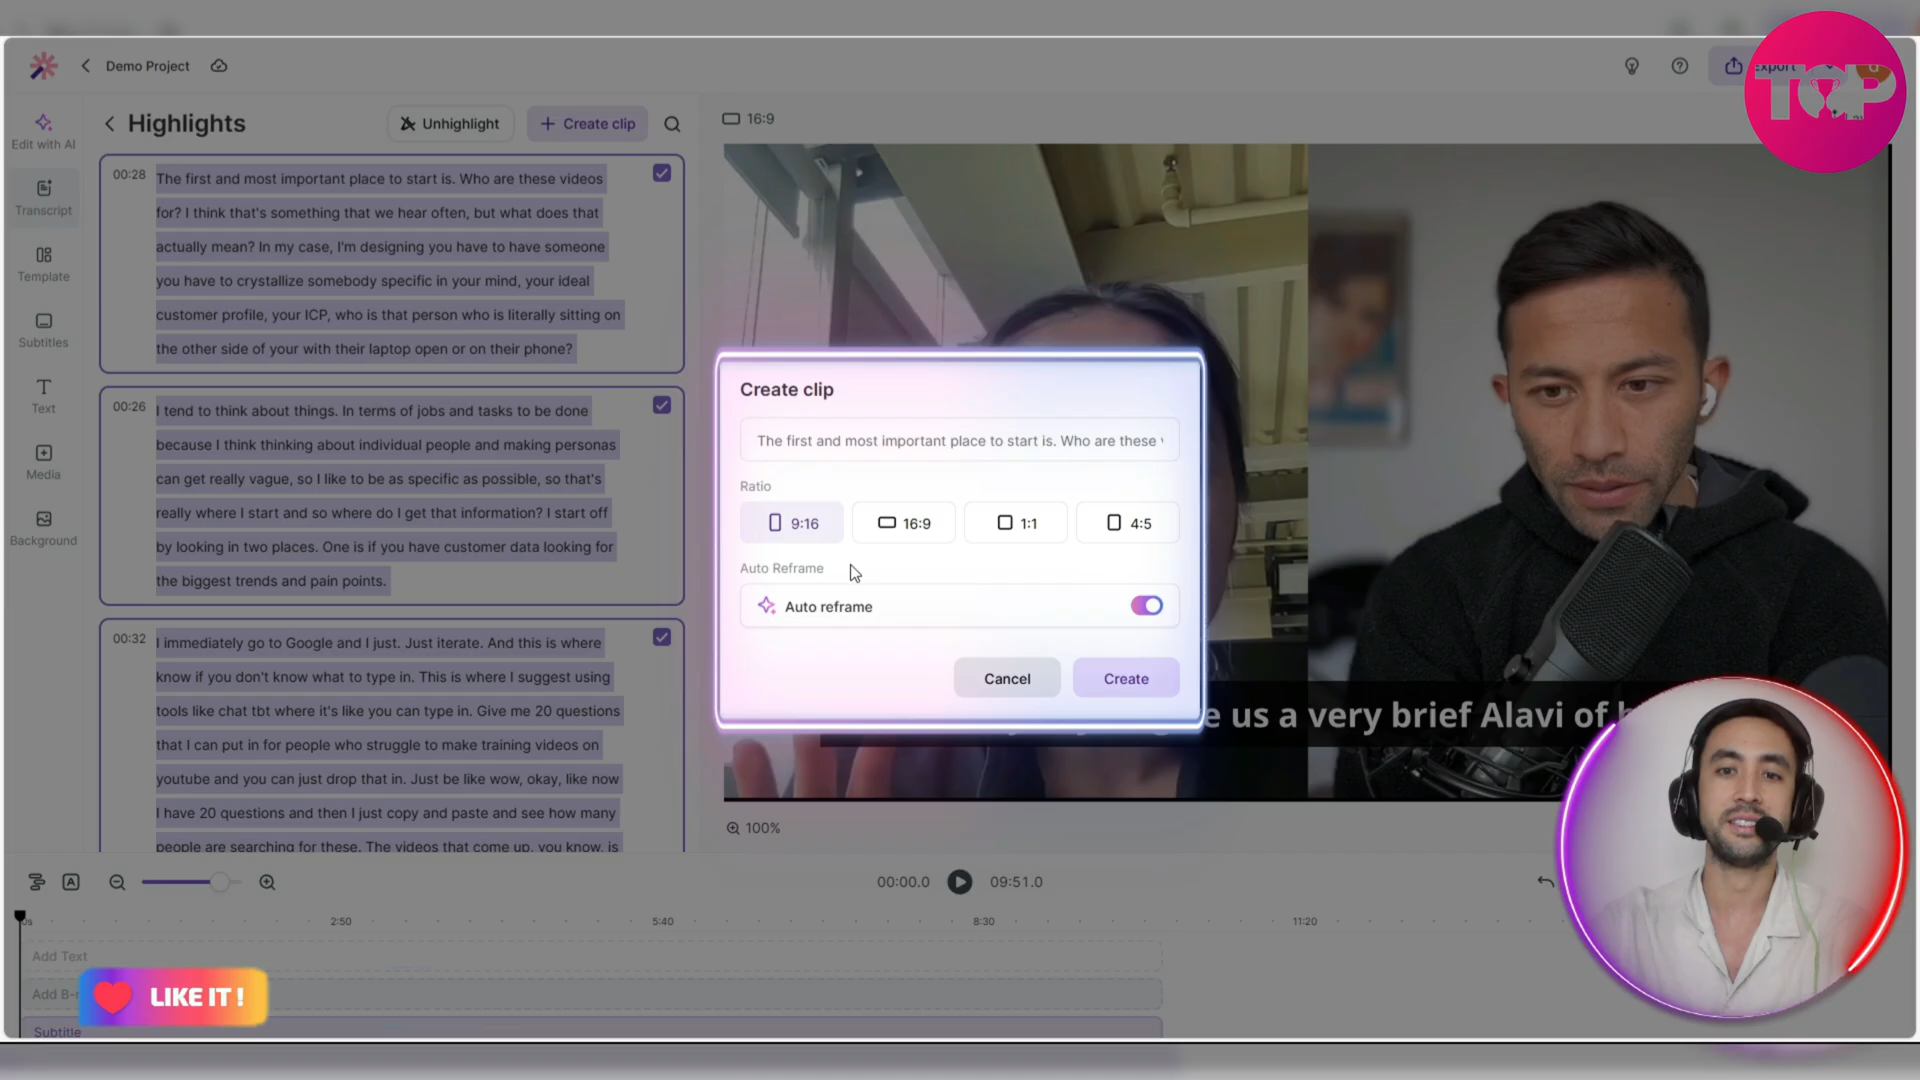 Demo Project
Export
TOP
Edit with AI
Transcript
Template
Subtitles
Text
Media
Background
Highlights
Unhighlight
Create clip
16:9
00:28
The first and most important place to start is. Who are these videos
for? I think that's something that we hear often, but what does that
actually mean? In my case, I'm designing you have to have someone
you have to crystallize somebody specific in your mind, your ideal
customer profile, your ICP, who is that person who is literally sitting on
the other side of your with their laptop open or on their phone?
00:26
I tend to think about things. In terms of jobs and tasks to be done
because I think thinking about individual people and making personas
can get really vague, so I like to be as specific as possible, so that's
really where I start and so where do I get that information? I start off
by looking in two places. One is if you have customer data looking for
the biggest trends and pain points.
00:32
I immediately go to Google and I just. Just iterate. And this is where
know if you don't know what to type in. This is where I suggest using
tools like chat tbt where it's like you can type in. Give me 20 questions
that I can put in for people who struggle to make training videos on
youtube and you can just drop that in. Just be like wow, okay, like now
I have 20 questions and then I just copy and paste and see how many
people are searching for these. The videos that come up, you know, is
Create clip
The first and most important place to start is. Who are these
Ratio
9:16
16:9
1:1
4:5
Auto Reframe
Auto reframe
Cancel
Create
us a very brief Alavi of
100%
00:00.0
09:51.0
2:50
5:40
8:30
11:20
Add Text
Add B-r
Subtitle
LIKE IT !